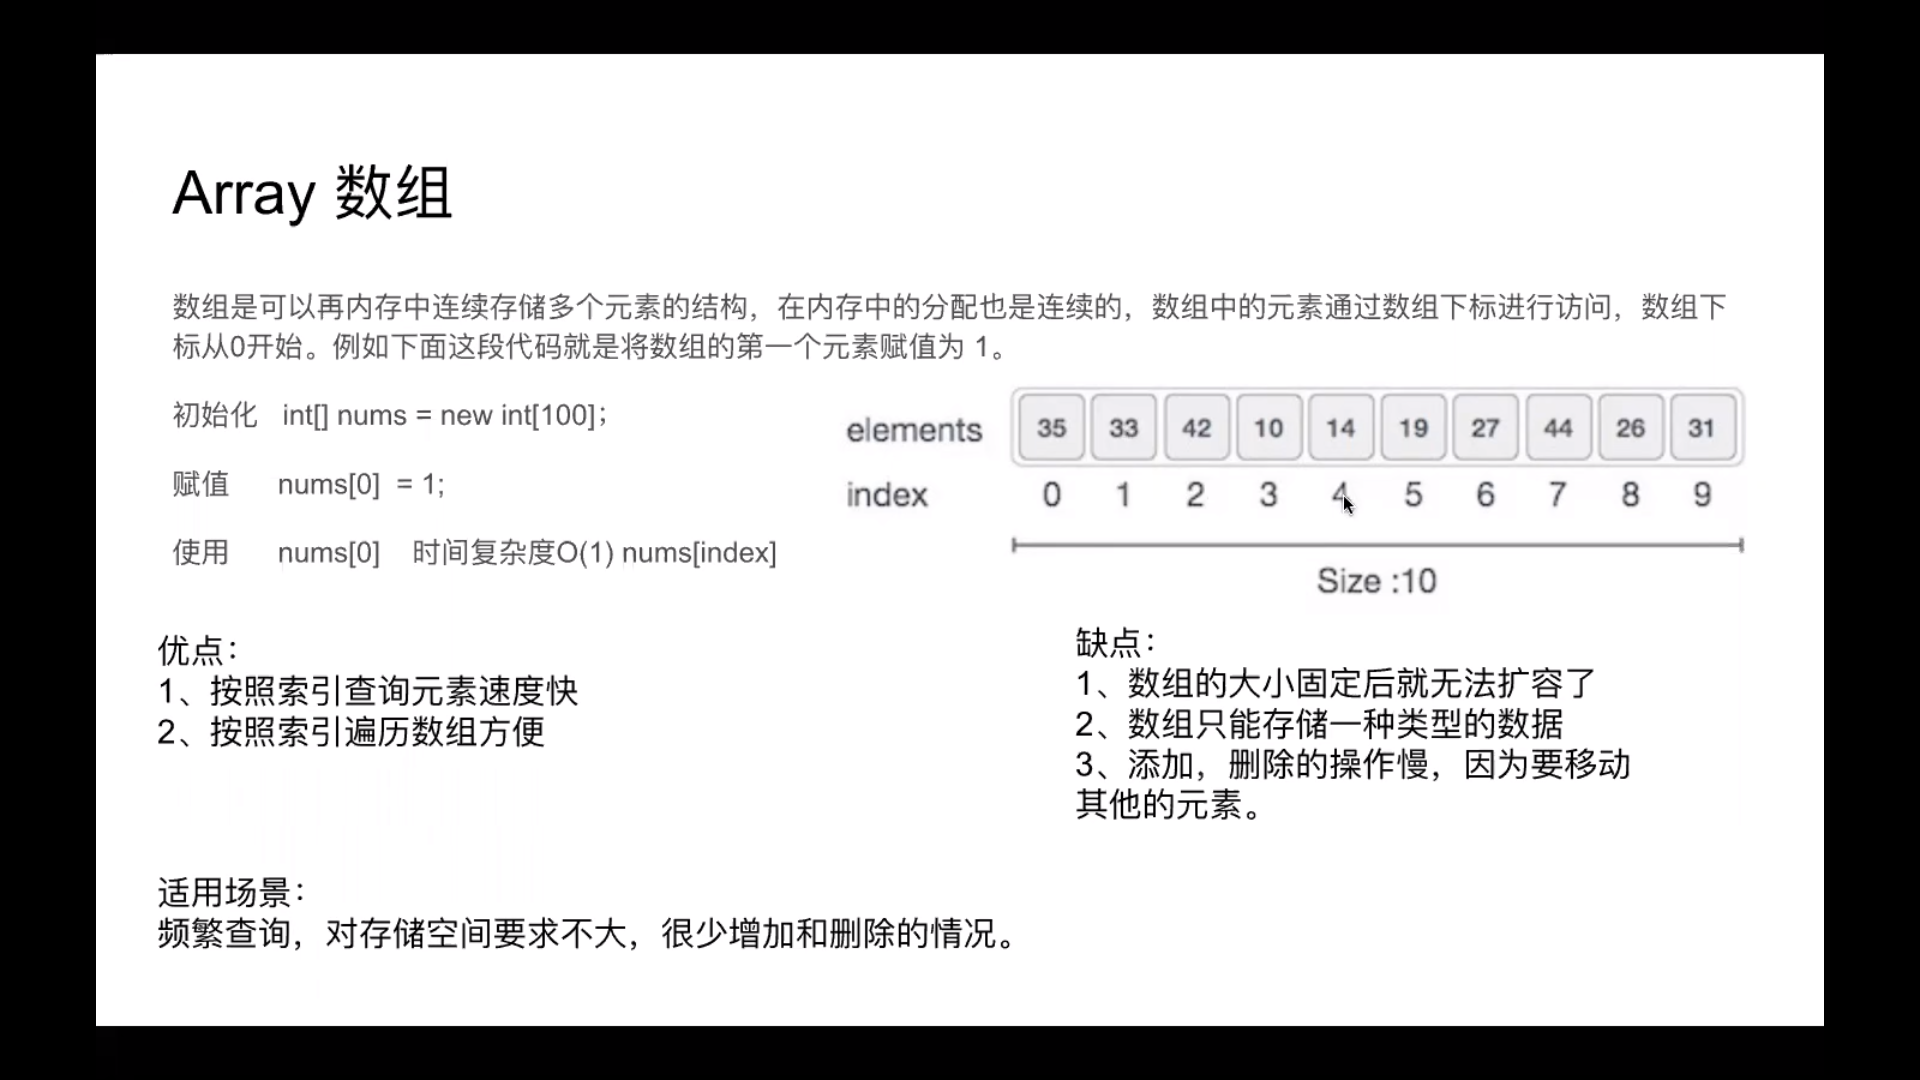 Array 数组
数组是可以再内存中连续存储多个元素的结构，在内存中的分配也是连续的，数组中的元素通过数组下标进行访问，数组下
标从0开始。例如下面这段代码就是将数组的第一个元素赋值为 1。
初始化 int[] nums = new int[100]；
赋值 nums[0] = 1;
使用 nums[0] 时间复杂度O(1) nums[index]
elements 35 33 42 10 14 19 27 44 26 31
index 0 1 2 3 4 5 6 7 8 9
Size :10
优点：
1、按照索引查询元素速度快
2、按照索引遍历数组方便
缺点：
1、数组的大小固定后就无法扩容了
2、数组只能存储一种类型的数据
3、添加，删除的操作慢，因为要移动
其他的元素。
适用场景：
频繁查询，对存储空间要求不大，很少增加和删除的情况。